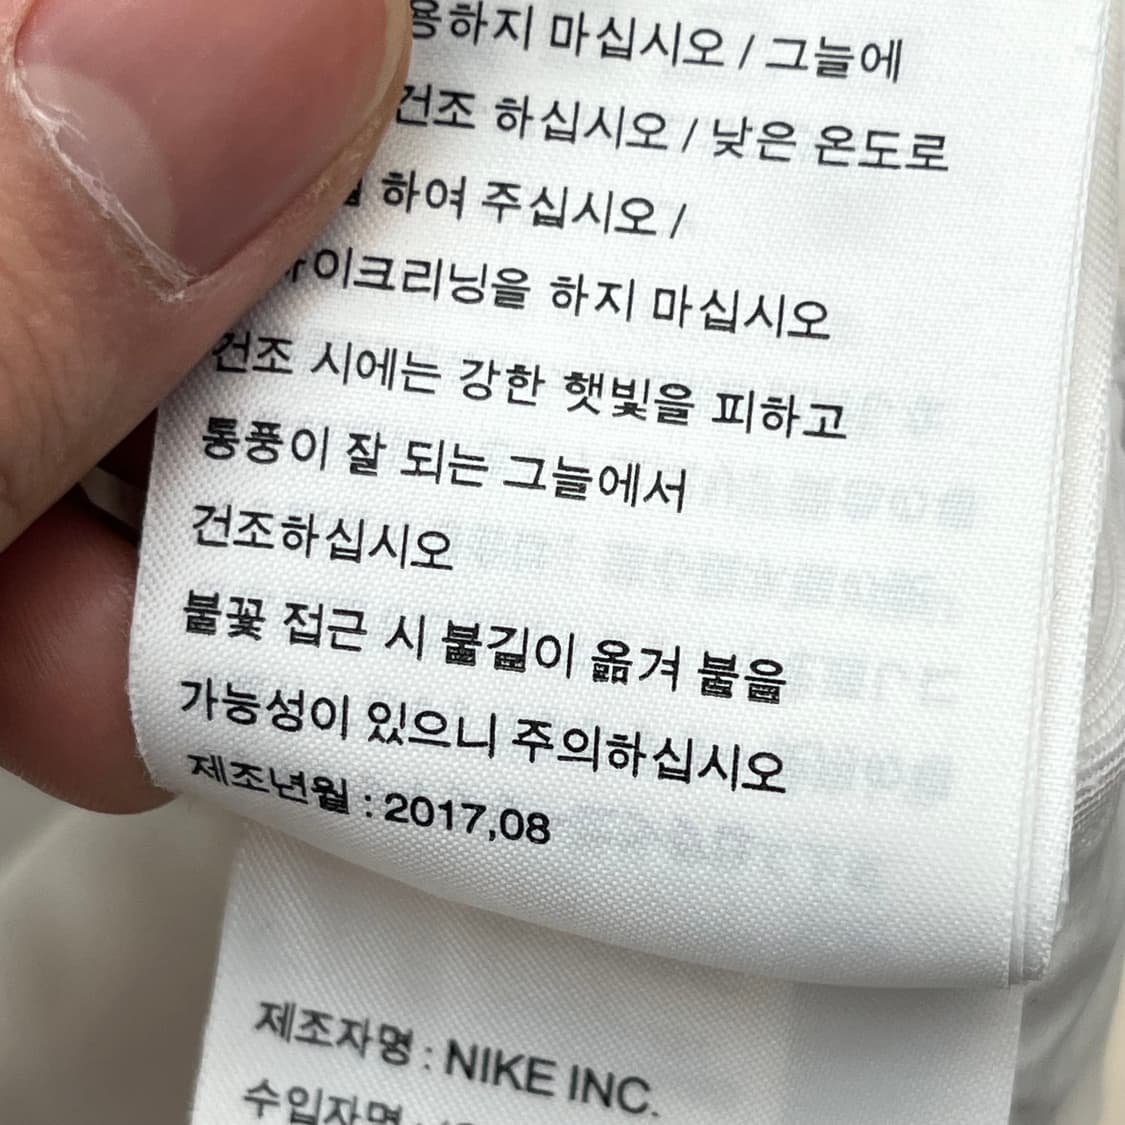 용하지 마십시오 / 그늘에
건조 하십시오 / 낮은 온도로
하여 주십시오 /
이크리닝을 하지 마십시오
건조 시에는 강한 햇빛을 피하고
통풍이 잘 되는 그늘에서
건조하십시오
불꽃 접근 시 불길이 옮겨 붙을
가능성이 있으니 주의하십시오
제조년월 : 2017,08
제조자명 : NIKE INC.
수입자명 :